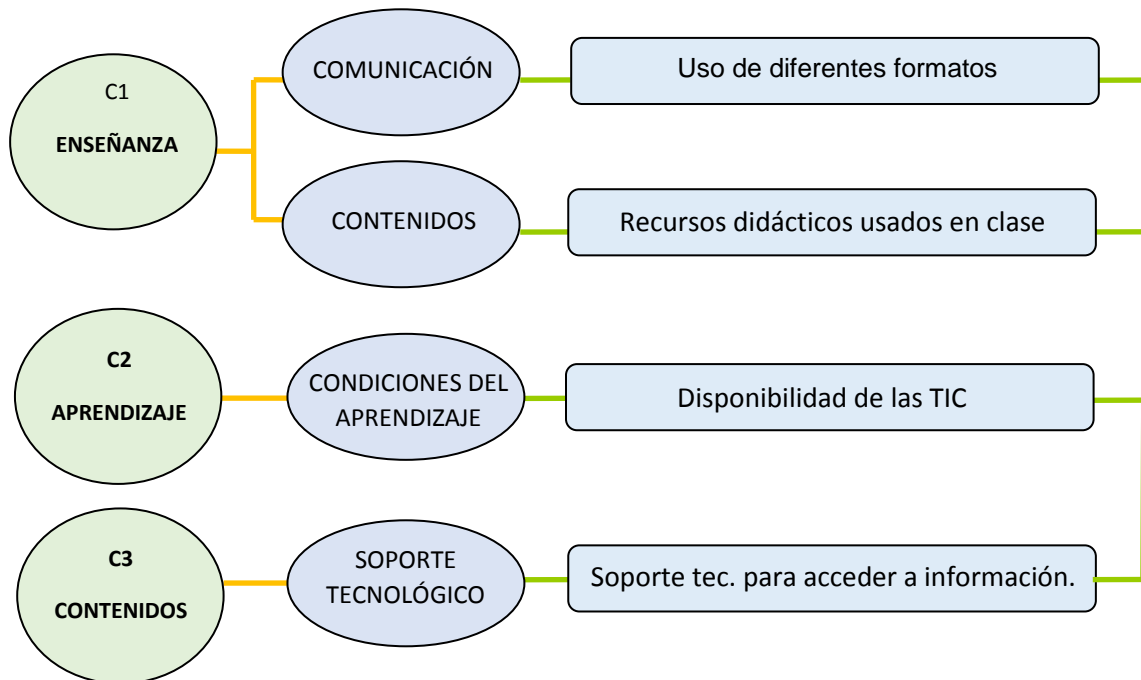 C1
ENSEÑANZA
COMUNICACIÓN
Uso de diferentes formatos
CONTENIDOS
Recursos didácticos usados en clase
C2
APRENDIZAJE
CONDICIONES DEL
APRENDIZAJE
Disponibilidad de las TIC
C3
CONTENIDOS
SOPORTE
TECNOLÓGICO
Soporte tec. para acceder a información.